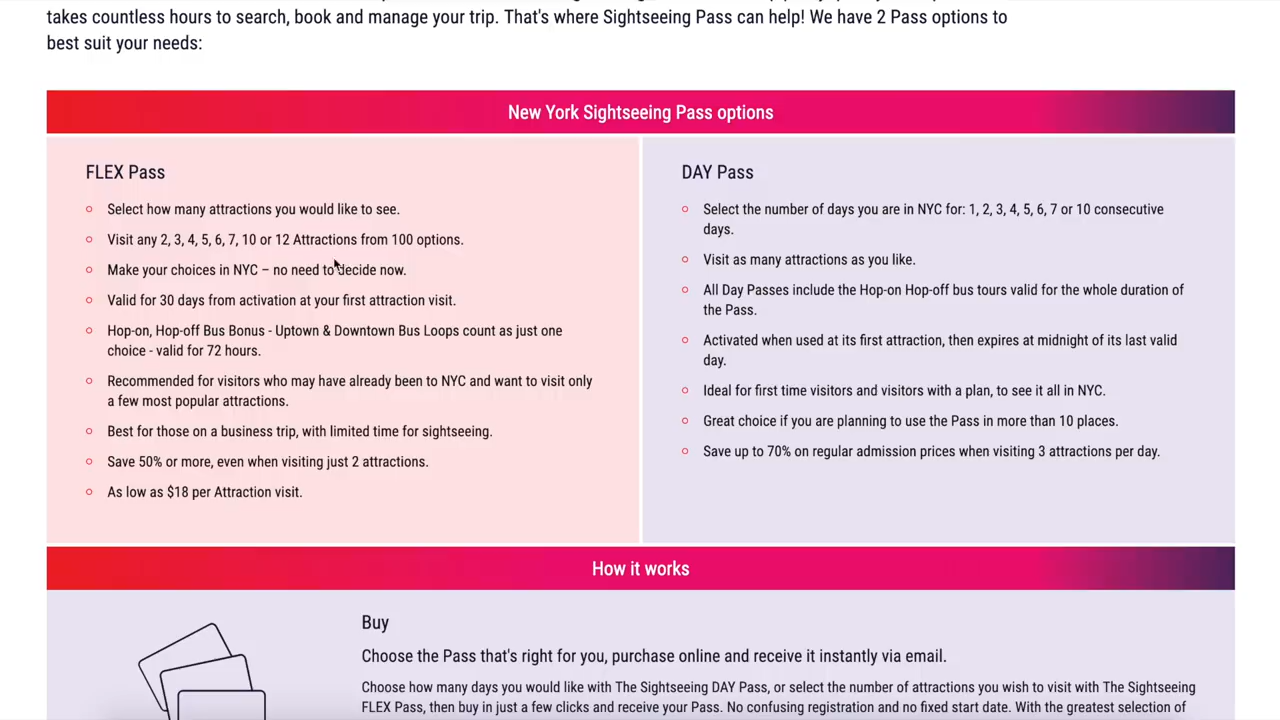 takes countless hours to search, book and manage your trip. That's where Sightseeing Pass can help! We have 2 Pass options to
best suit your needs:
New York Sightseeing Pass options
FLEX Pass
○ Select how many attractions you would like to see.
○ Visit any 2, 3, 4, 5, 6, 7, 10 or 12 Attractions from 100 options.
○ Make your choices in NYC – no need to decide now.
○ Valid for 30 days from activation at your first attraction visit.
○ Hop-on, Hop-off Bus Bonus - Uptown & Downtown Bus Loops count as just one
choice - valid for 72 hours.
○ Recommended for visitors who may have already been to NYC and want to visit only
a few most popular attractions.
○ Best for those on a business trip, with limited time for sightseeing.
○ Save 50% or more, even when visiting just 2 attractions.
○ As low as $18 per Attraction visit.
DAY Pass
○ Select the number of days you are in NYC for: 1, 2, 3, 4, 5, 6, 7 or 10 consecutive
days.
○ Visit as many attractions as you like.
○ All Day Passes include the Hop-on Hop-off bus tours valid for the whole duration of
the Pass.
○ Activated when used at its first attraction, then expires at midnight of its last valid
day.
○ Ideal for first time visitors and visitors with a plan, to see it all in NYC.
○ Great choice if you are planning to use the Pass in more than 10 places.
○ Save up to 70% on regular admission prices when visiting 3 attractions per day.
How it works
Buy
Choose the Pass that's right for you, purchase online and receive it instantly via email.
Choose how many days you would like with The Sightseeing DAY Pass, or select the number of attractions you wish to visit with The Sightseeing
FLEX Pass, then buy in just a few clicks and receive your Pass. No confusing registration and no fixed start date. With the greatest selection of